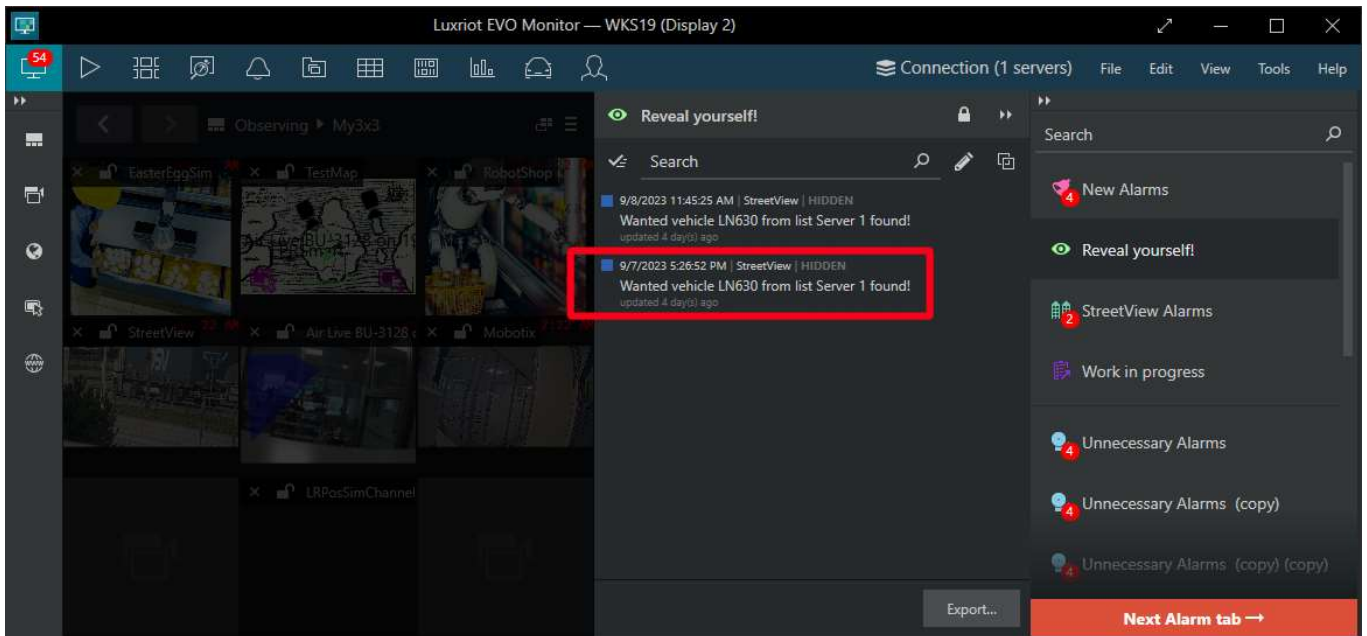 Luxriot EVO Monitor — WKS19 (Display 2)
54
Connection (1 servers) File Edit View Tools Help
Observing My3x3
EasterEggSim
TestMap
RobotShop
StreetView
Air Live BU-3128
Mobotix
LRPosSimChannel
Reveal yourself!
Search
9/8/2023 11:45:25 AM | StreetView | HIDDEN
Wanted vehicle LN630 from list Server 1 found!
updated 4 day(s) ago
9/7/2023 5:26:52 PM | StreetView | HIDDEN
Wanted vehicle LN630 from list Server 1 found!
updated 4 day(s) ago
Export...
Search
4
New Alarms
Reveal yourself!
2
StreetView Alarms
Work in progress
4
Unnecessary Alarms
4
Unnecessary Alarms (copy)
4
Unnecessary Alarms (copy) (copy)
Next Alarm tab →